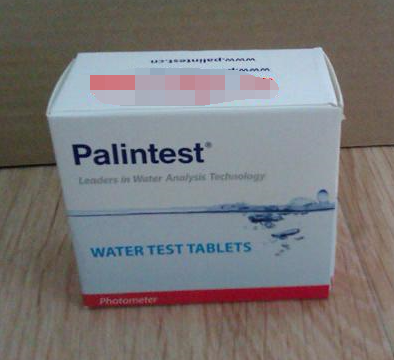 www.palintest.cn
Palintest®
Leaders in Water Analysis Technology
WATER TEST TABLETS
Photometer